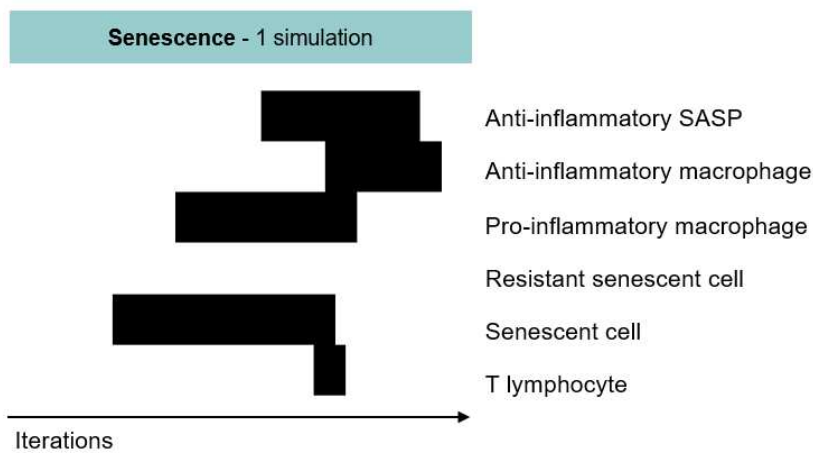 Senescence - 1 simulation
Anti-inflammatory SASP
Anti-inflammatory macrophage
Pro-inflammatory macrophage
Resistant senescent cell
Senescent cell
T lymphocyte
Iterations